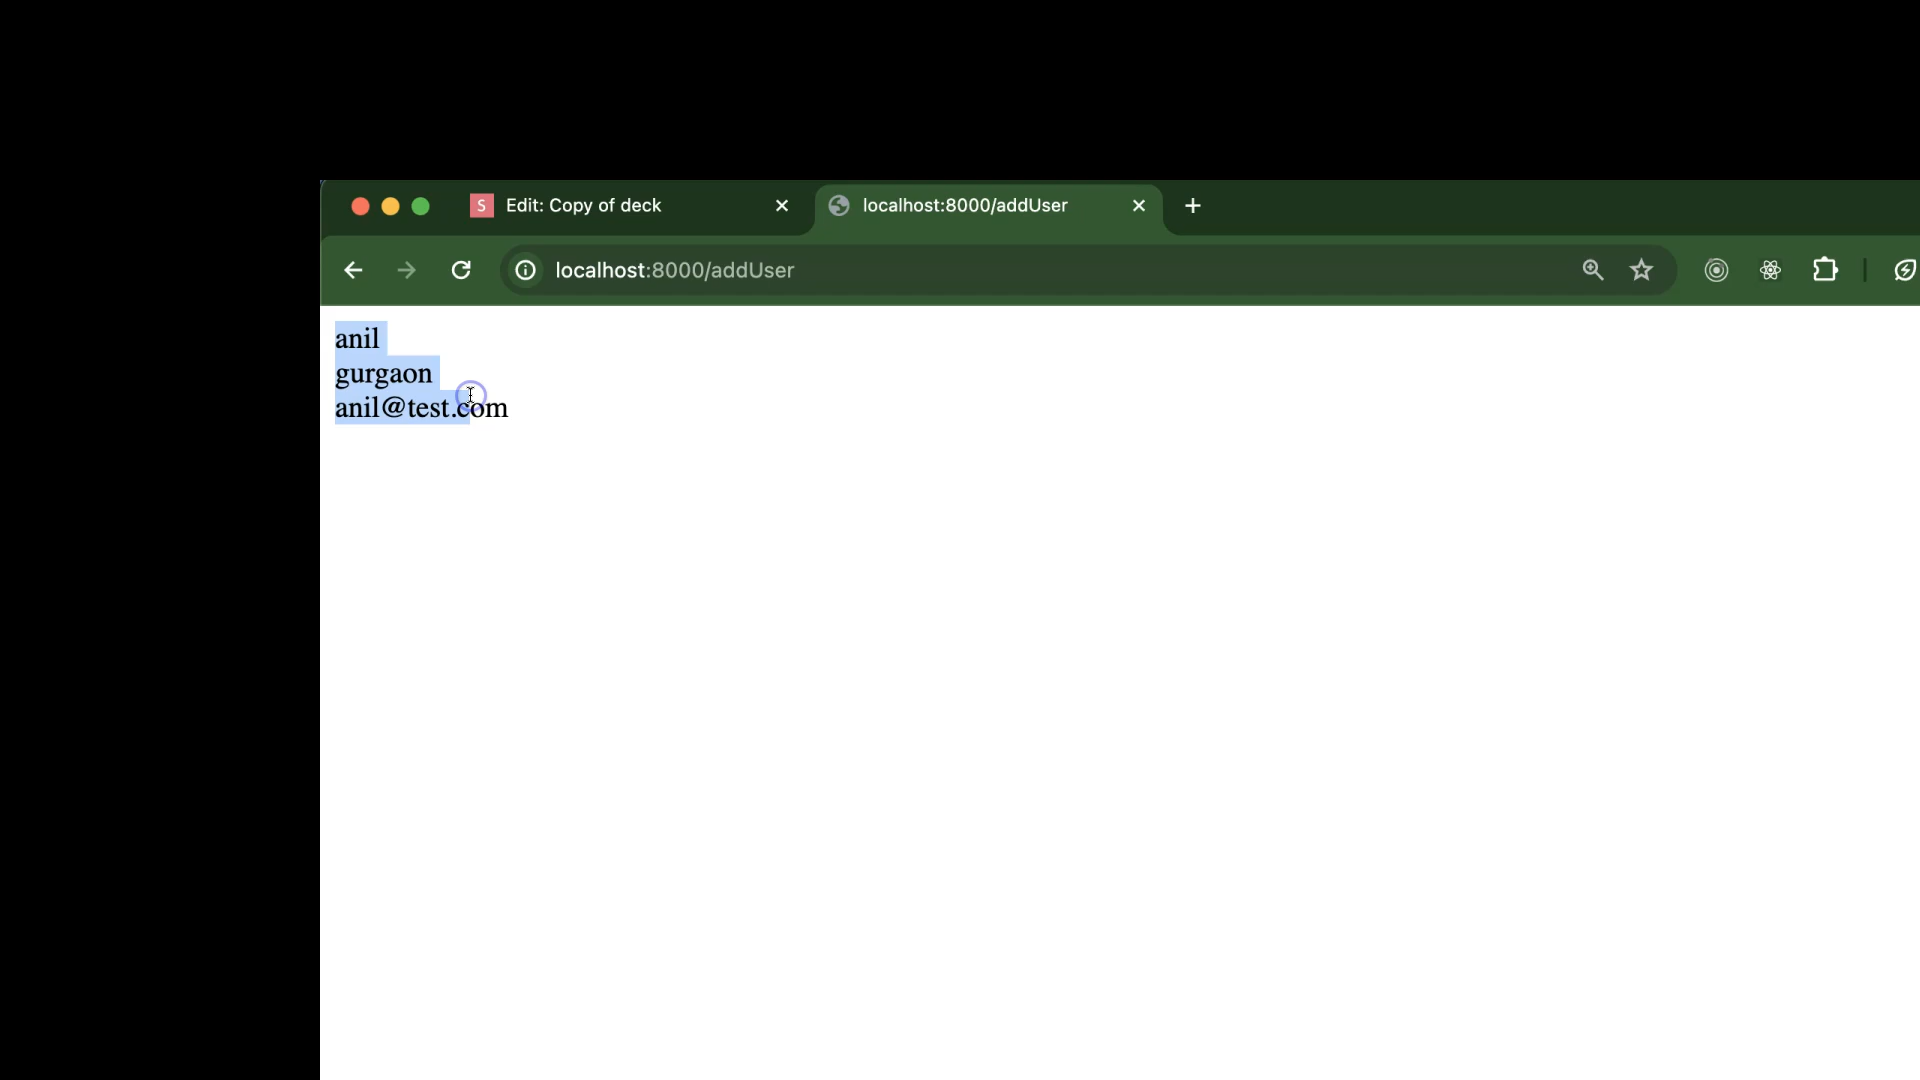 S Edit: Copy of deck
localhost:8000/addUser
localhost:8000/addUser
anil
gurgaon
anil@test.com